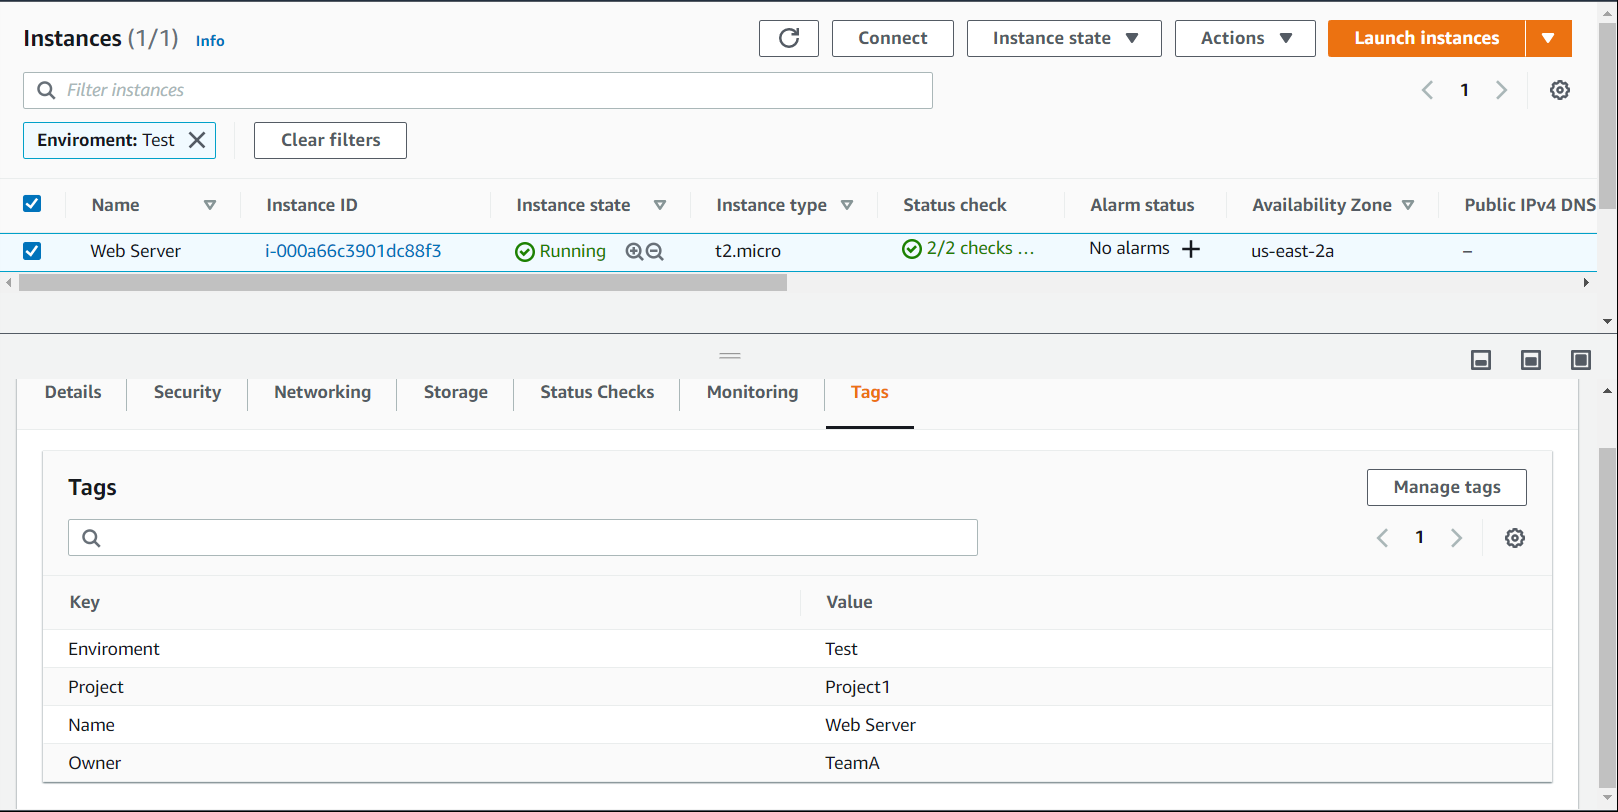 Instances (1/1) Info Connect Instance state Actions Launch instances
Filter instances 1
Enviroment: Test Clear filters
Name Instance ID Instance state Instance type Status check Alarm status Availability Zone Public IPv4 DNS
Web Server i-000a66c3901dc88f3 Running t2.micro 2/2 checks ... No alarms + us-east-2a –
Details Security Networking Storage Status Checks Monitoring Tags
Tags Manage tags
1
Key Value
Enviroment Test
Project Project1
Name Web Server
Owner TeamA